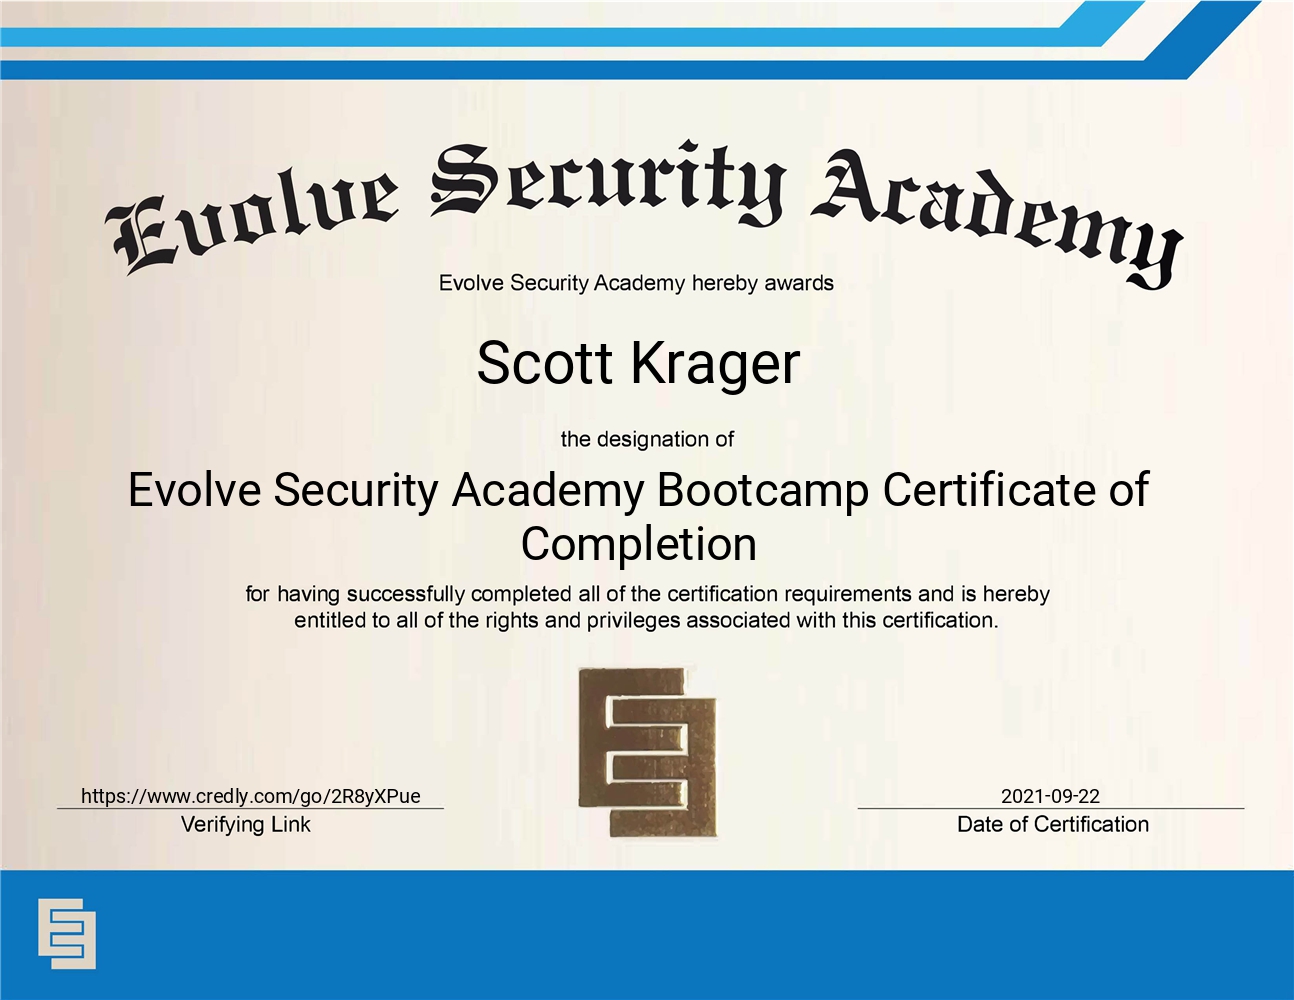 Evolve Security Academy
Evolve Security Academy hereby awards
Scott Krager
the designation of
Evolve Security Academy Bootcamp Certificate of
Completion
for having successfully completed all of the certification requirements and is hereby
entitled to all of the rights and privileges associated with this certification.
https://www.credly.com/go/2R8yXPue
Verifying Link
2021-09-22
Date of Certification